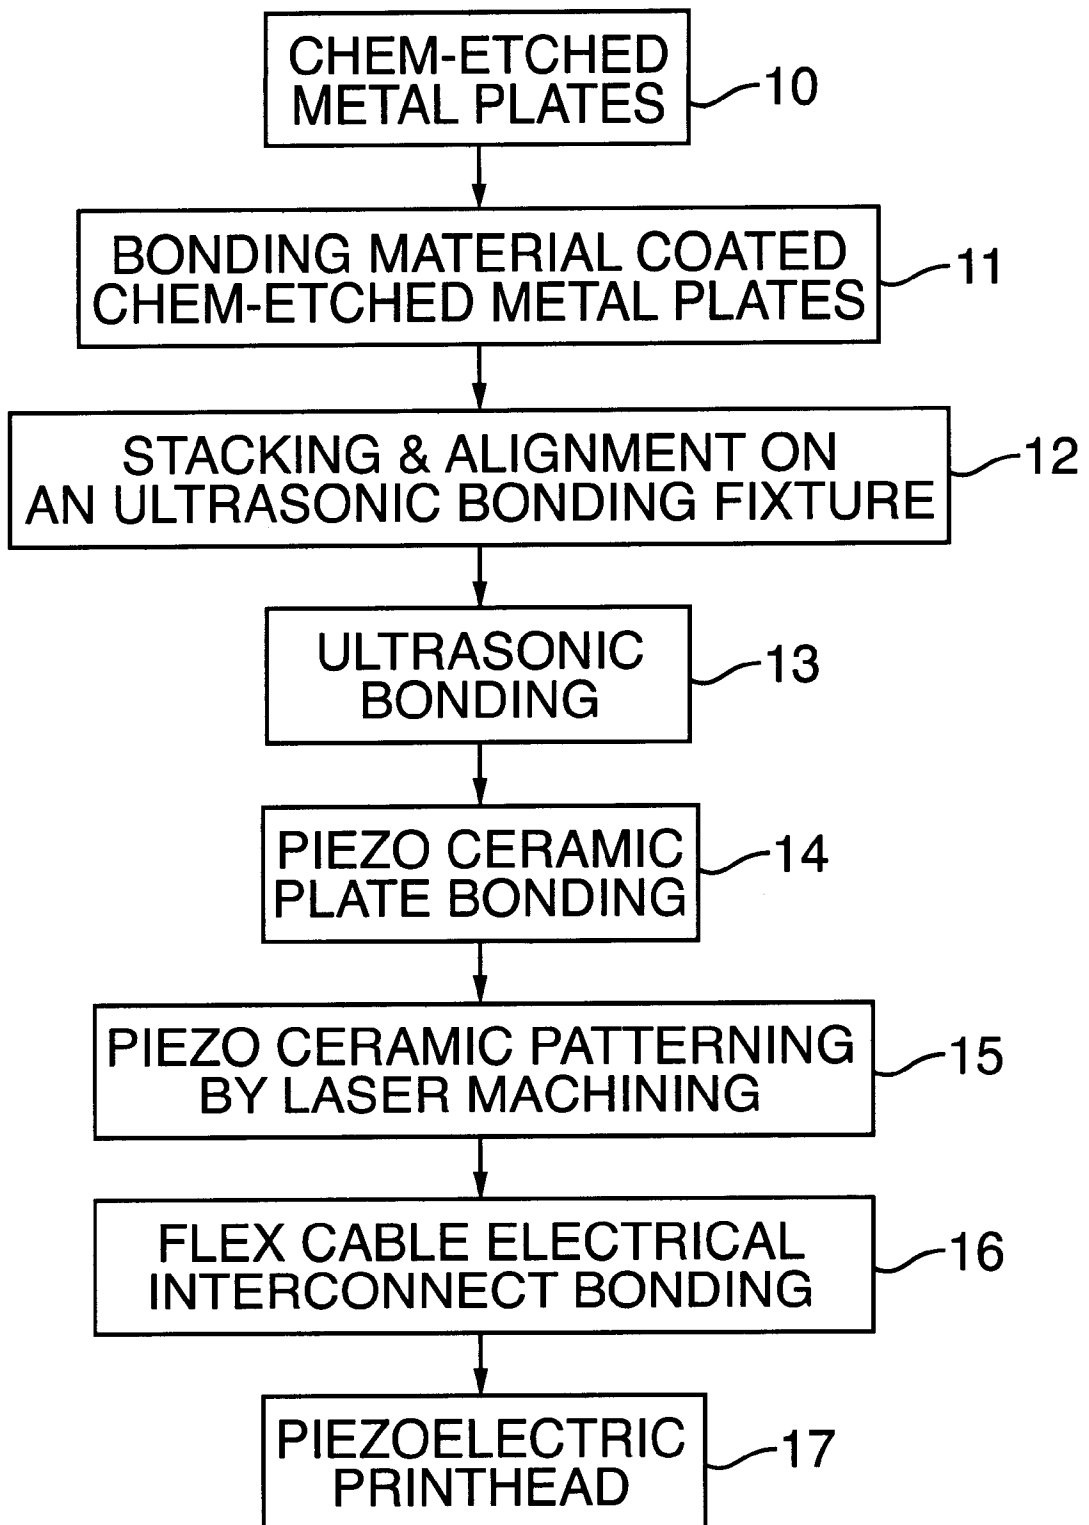 CHEM-ETCHED
METAL PLATES
10
BONDING MATERIAL COATED
CHEM-ETCHED METAL PLATES
11
STACKING & ALIGNMENT ON
AN ULTRASONIC BONDING FIXTURE
12
ULTRASONIC
BONDING
13
PIEZO CERAMIC
PLATE BONDING
14
PIEZO CERAMIC PATTERNING
BY LASER MACHINING
15
FLEX CABLE ELECTRICAL
INTERCONNECT BONDING
16
PIEZOELECTRIC
PRINTHEAD
17